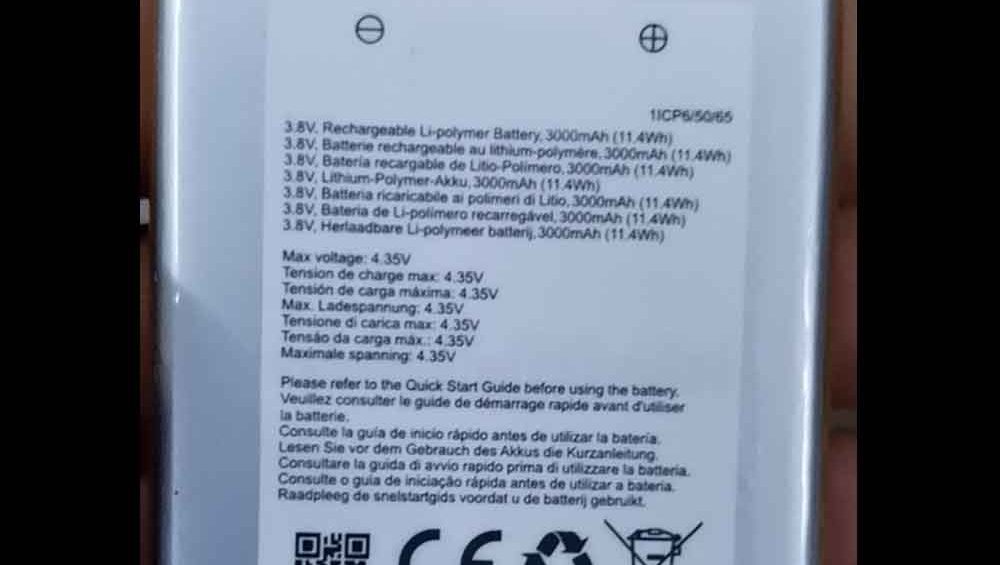 1ICP6/50/65
3.8V, Rechargeable Li-polymer Battery, 3000mAh (11.4Wh)
3.8V, Batterie rechargeable au lithium-polymère, 3000mAh (11.4Wh)
3.8V, Batería recargable de Litio-Polímero, 3000mAh (11.4Wh)
3.8V, Lithium-Polymer-Akku, 3000mAh (11.4Wh)
3.8V, Batteria ricaricabile ai polimeri di Litio, 3000mAh (11.4Wh)
3.8V, Bateria de Li-polímero recarregável, 3000mAh (11.4Wh)
3.8V, Herlaadbare Li-polymeer batterij, 3000mAh (11.4Wh)
Max voltage: 4.35V
Tension de charge max: 4.35V
Tensión de carga máxima: 4.35V
Max. Ladespannung: 4.35V
Tensione di carica max: 4.35V
Tensão da carga máx.: 4.35V
Maximale spanning: 4.35V
Please refer to the Quick Start Guide before using the battery.
Veuillez consulter le guide de démarrage rapide avant d'utiliser
la batterie.
Consulte la guía de inicio rápido antes de utilizar la batería.
Lesen Sie vor dem Gebrauch des Akkus die Kurzanleitung.
Consultare la guida di avvio rapido prima di utilizzare la batteria.
Consulte o guia de iniciação rápida antes de utilizar a bateria.
Raadpleeg de snelstartgids voordat u de batterij gebruikt.
CE